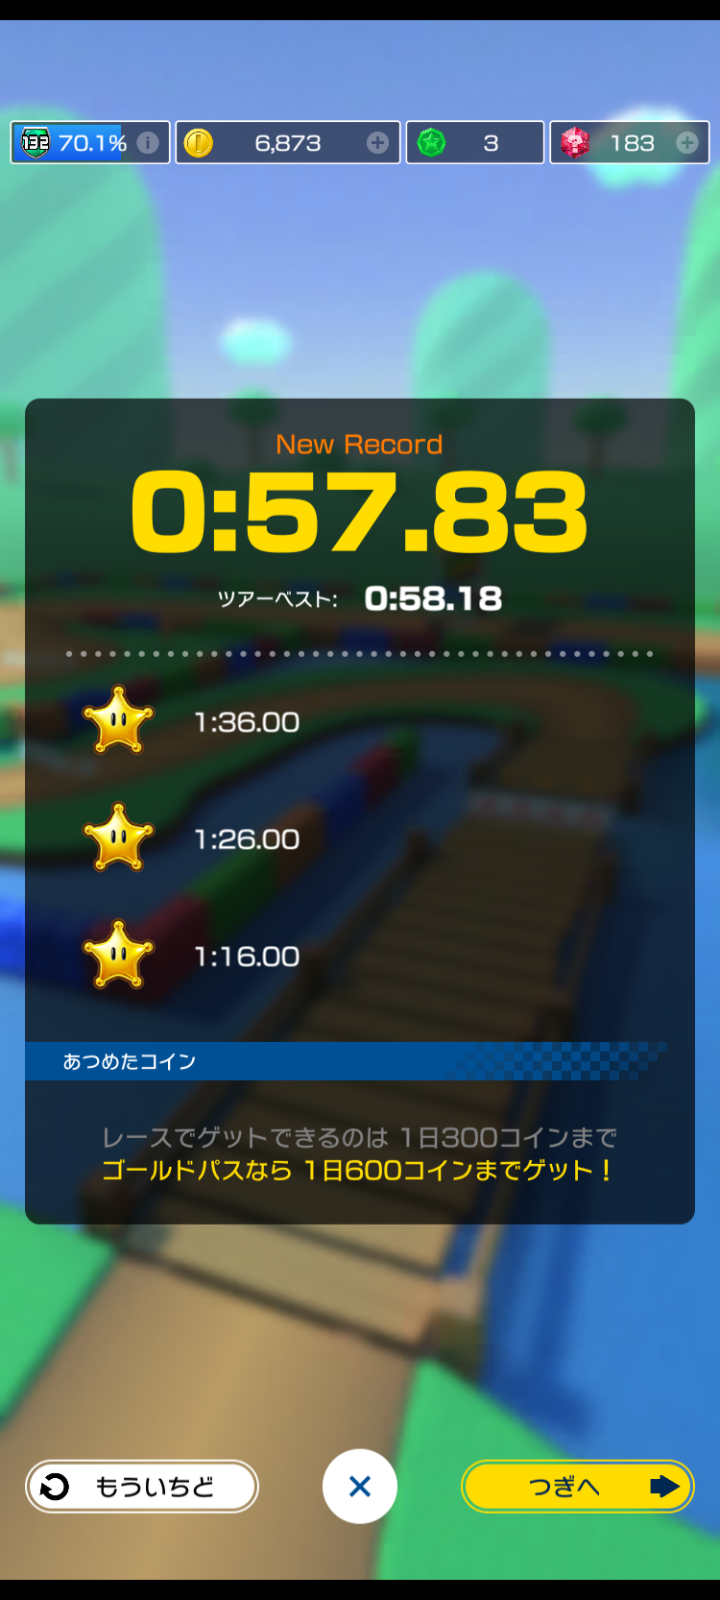 132 70.1% 6,873 3 183
New Record
0:57.83
ツアーベスト: 0:58.18
1:36.00
1:26.00
1:16.00
あつめたコイン
レースでゲットできるのは 1日300コインまで
ゴールドパスなら 1日600コインまでゲット！
もういちど つぎへ